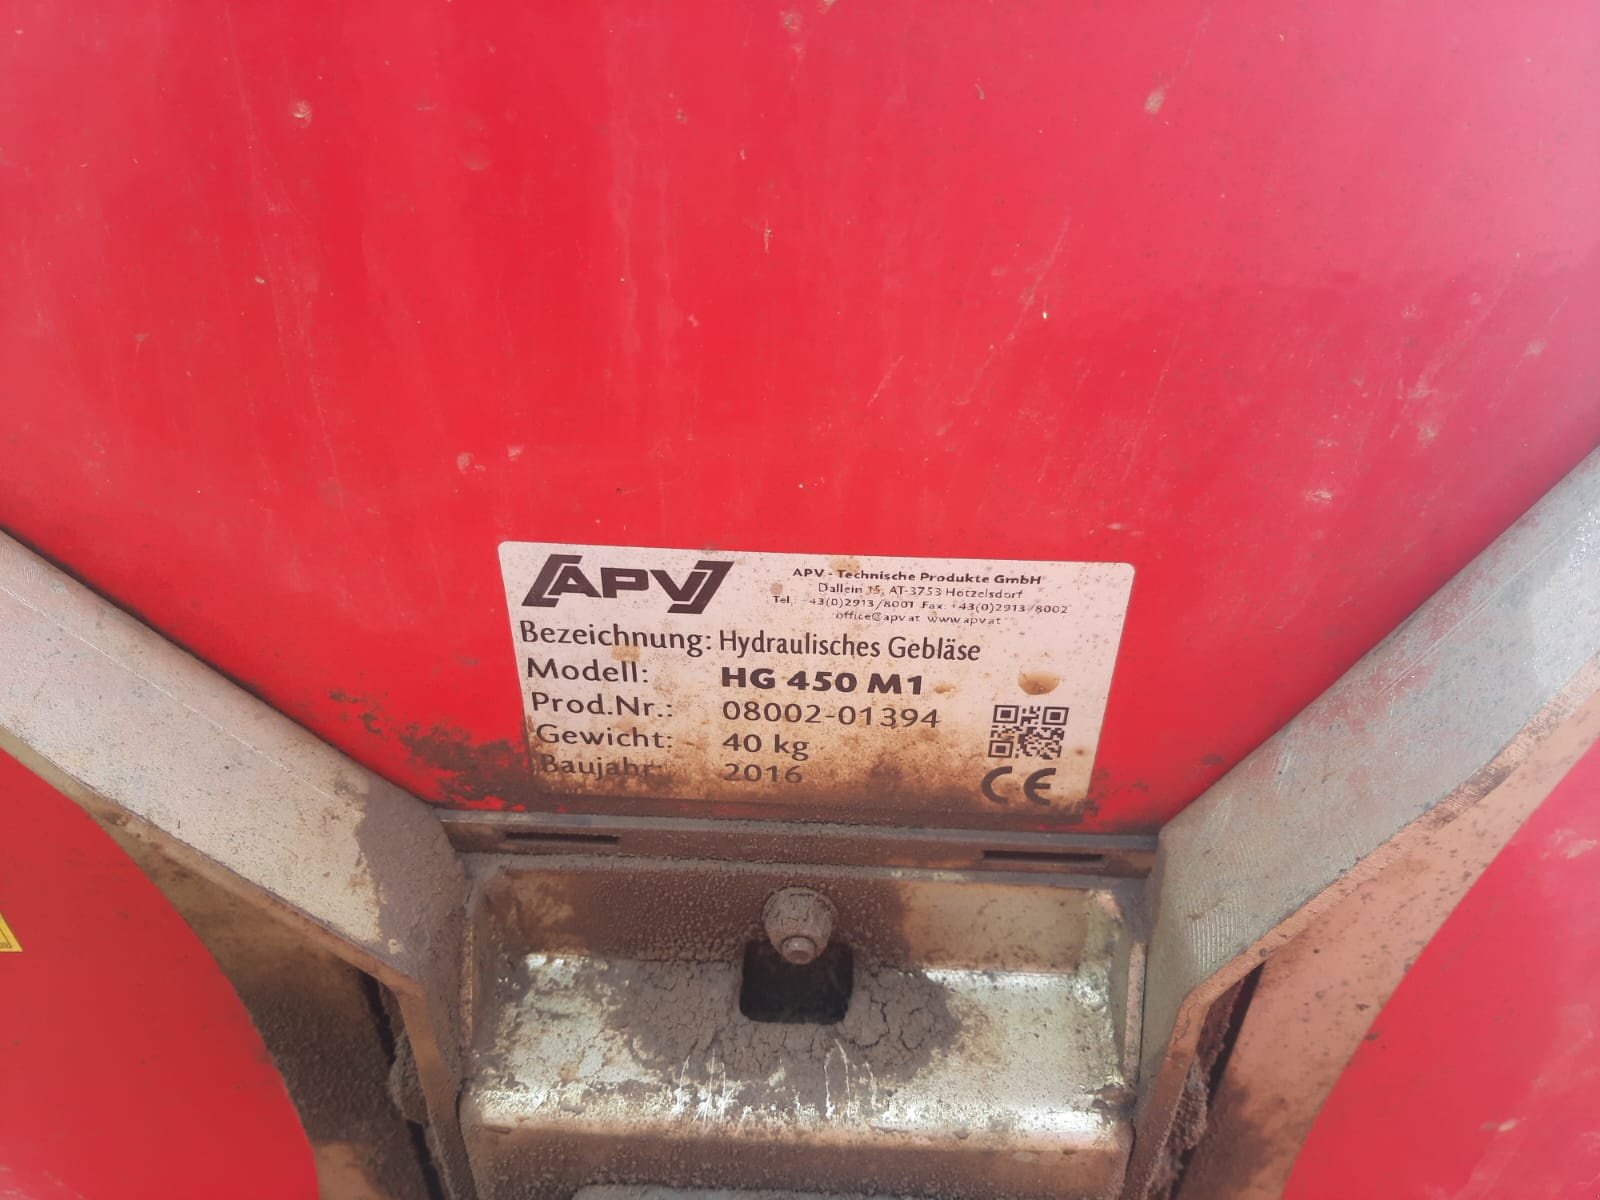 APV
APV - Technische Produkte GmbH
Dallein 15, AT-3753 Hötzelsdorf
Tel.: +43(0)2913/8001 Fax: +43(0)2913/8002
office@apv.at www.apv.at
Bezeichnung: Hydraulisches Gebläse
Modell: HG 450 M1
Prod.Nr.: 08002-01394
Gewicht: 40 kg
Baujahr: 2016
CE